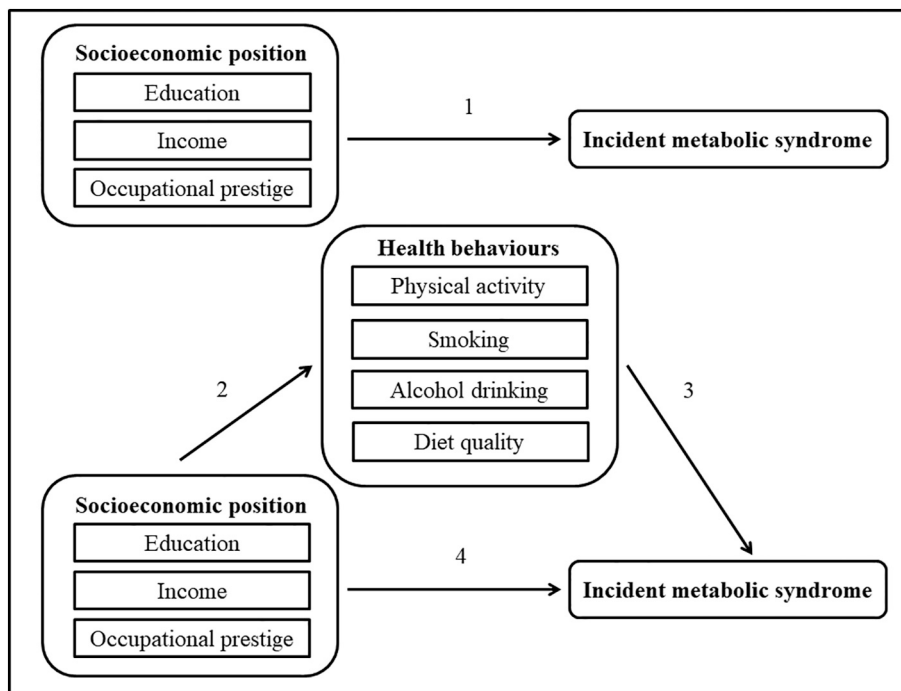 Socioeconomic position
Education
Income
Occupational prestige
1
Incident metabolic syndrome
Health behaviours
Physical activity
Smoking
Alcohol drinking
Diet quality
2
3
Socioeconomic position
Education
Income
Occupational prestige
4
Incident metabolic syndrome